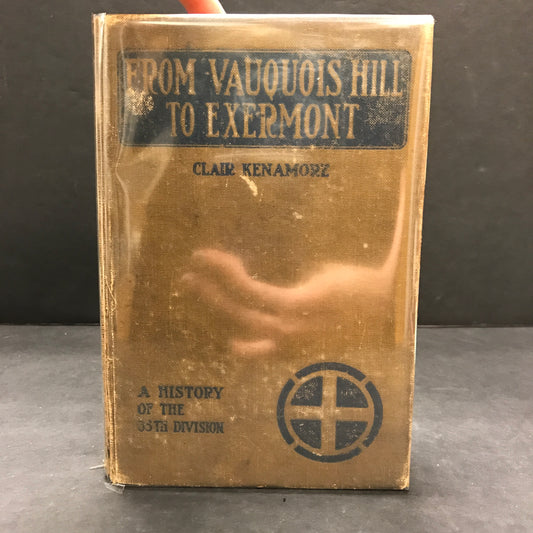 FROM VAUQUOIS HILL
TO EXERMONT
CLAIR KENAMORE
A HISTORY
OF THE
35TH DIVISION